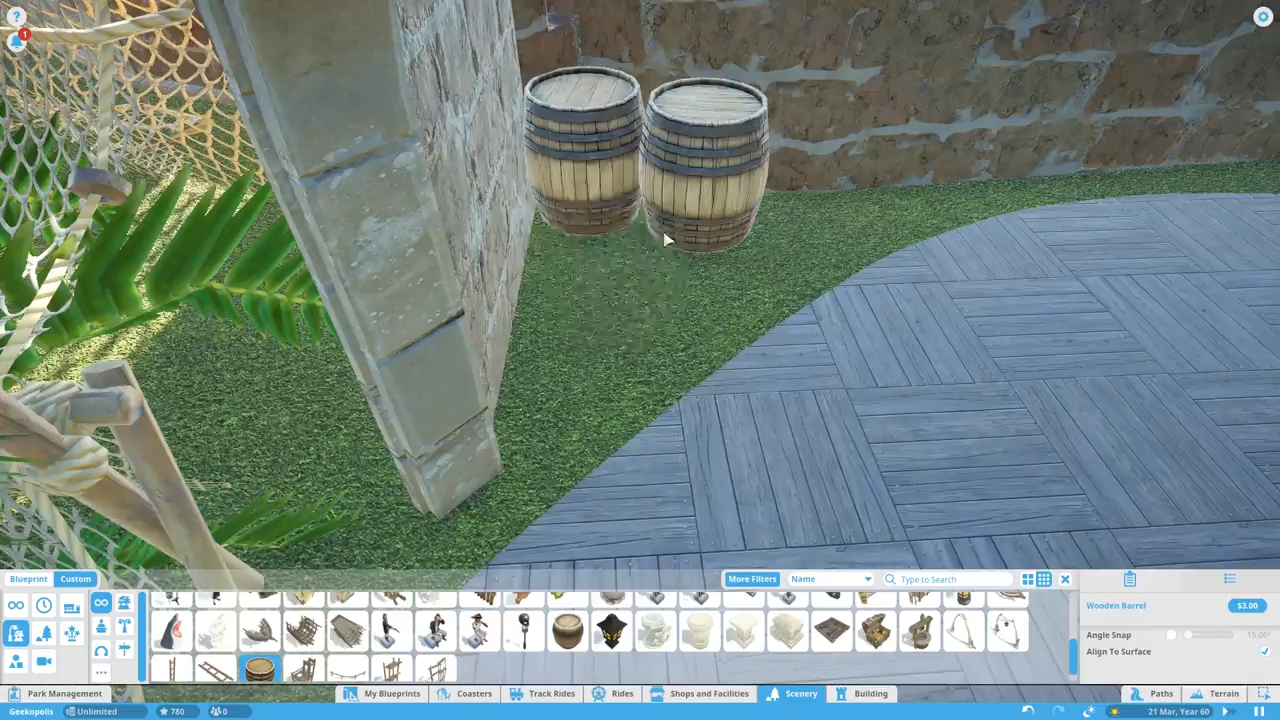 ?
1
Blueprint
Custom
More Filters
Name
Type to Search
Wooden Barrel
$3.00
Angle Snap
15.00°
Align To Surface
Park Management
My Blueprints
Coasters
Track Rides
Rides
Shops and Facilities
Scenery
Building
Paths
Terrain
Geekopolis
Unlimited
780
0
21 Mar, Year 60